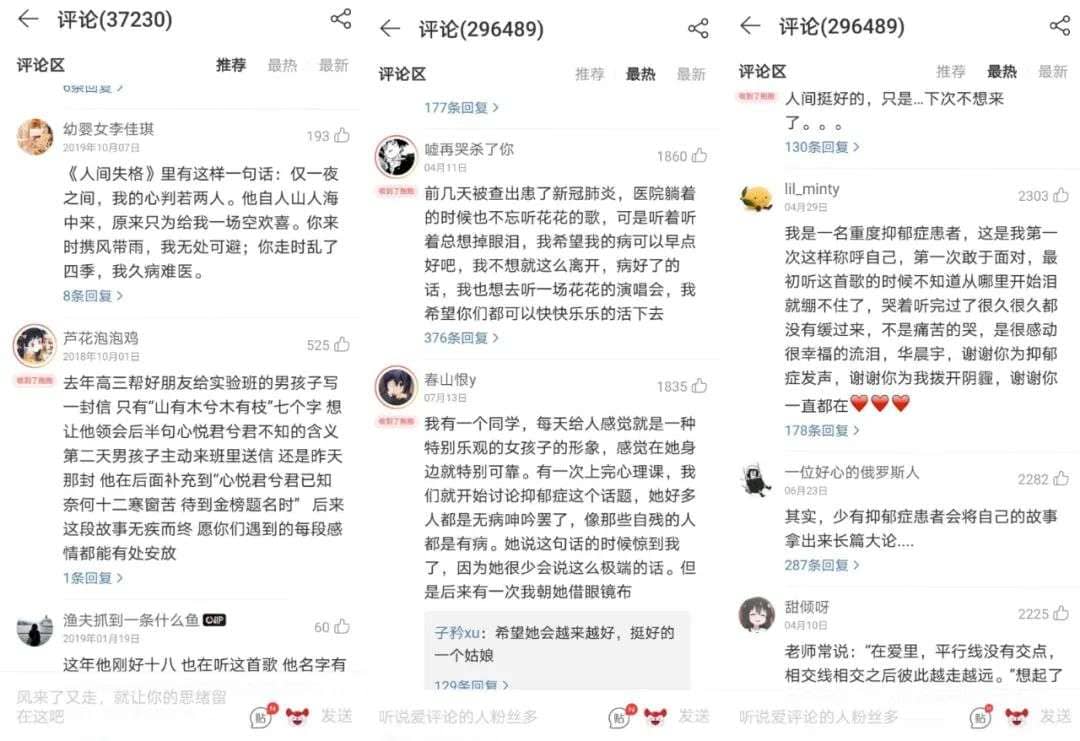 评论(37230)
评论区
推荐 最热 最新
6条回复 >
幼婴女李佳琪
2019年10月07日
193
《人间失格》里有这样一句话：仅一夜
之间，我的心判若两人。他自人山人海
中来，原来只为给我一场空欢喜。你来
时携风带雨，我无处可避；你走时乱了
四季，我久病难医。
8条回复 >
芦花泡泡鸡
2018年10月01日
525
收到了抱抱
去年高三帮好朋友给实验班的男孩子写
一封信 只有“山有木兮木有枝”七个字 想
让他领会后半句心悦君兮君不知的含义
第二天男孩子主动来班里送信 还是昨天
那封 他在后面补充到“心悦君兮君已知
奈何十二寒窗苦 待到金榜题名时” 后来
这段故事无疾而终 愿你们遇到的每段感
情都能有处安放
1条回复 >
渔夫抓到一条什么鱼
2019年01月19日
60
这年他刚好十八 也在听这首歌 他名字有
风来了又走，就让你的思绪留
在这吧
贴
发送
评论(296489)
评论区
推荐 最热 最新
177条回复 >
嘘再哭杀了你
04月11日
1860
收到了抱抱
前几天被查出患了新冠肺炎，医院躺着
的时候也不忘听花花的歌，可是听着听
着总想掉眼泪，我希望我的病可以早点
好吧，我不想就这么离开，病好了的
话，我也想去听一场花花的演唱会，我
希望你们都可以快快乐乐的活下去
376条回复 >
春山恨y
07月13日
1835
收到了抱抱
我有一个同学，每天给人感觉就是一种
特别乐观的女孩子的形象，感觉在她身
边就特别可靠。有一次上完心理课，我
们就开始讨论抑郁症这个话题，她好多
人都是无病呻吟罢了，像那些自残的人
都是有病。她说这句话的时候惊到我
了，因为她很少会说这么极端的话。但
是后来有一次我朝她借眼镜布
子矜xu：希望她会越来越好，挺好的
一个姑娘
129条回复 >
听说爱评论的人粉丝多
贴
发送
评论(296489)
评论区
推荐 最热 最新
收到了抱抱
人间挺好的，只是...下次不想来
了。。。
130条回复 >
lil_minty
04月29日
2303
我是一名重度抑郁症患者，这是我第一
次这样称呼自己，第一次敢于面对，最
初听这首歌的时候不知道从哪里开始泪
就绷不住了，哭着听完过了很久很久都
没有缓过来，不是痛苦的哭，是很感动
很幸福的流泪，华晨宇，谢谢你为抑郁
症发声，谢谢你为我拨开阴霾，谢谢你
一直都在❤❤❤
178条回复 >
一位好心的俄罗斯人
06月23日
2282
其实，少有抑郁症患者会将自己的故事
拿出来长篇大论....
287条回复 >
甜倾呀
04月10日
2225
老师常说：“在爱里，平行线没有交点，
相交线相交之后彼此越走越远。”想起了
听说爱评论的人粉丝多
贴
发送